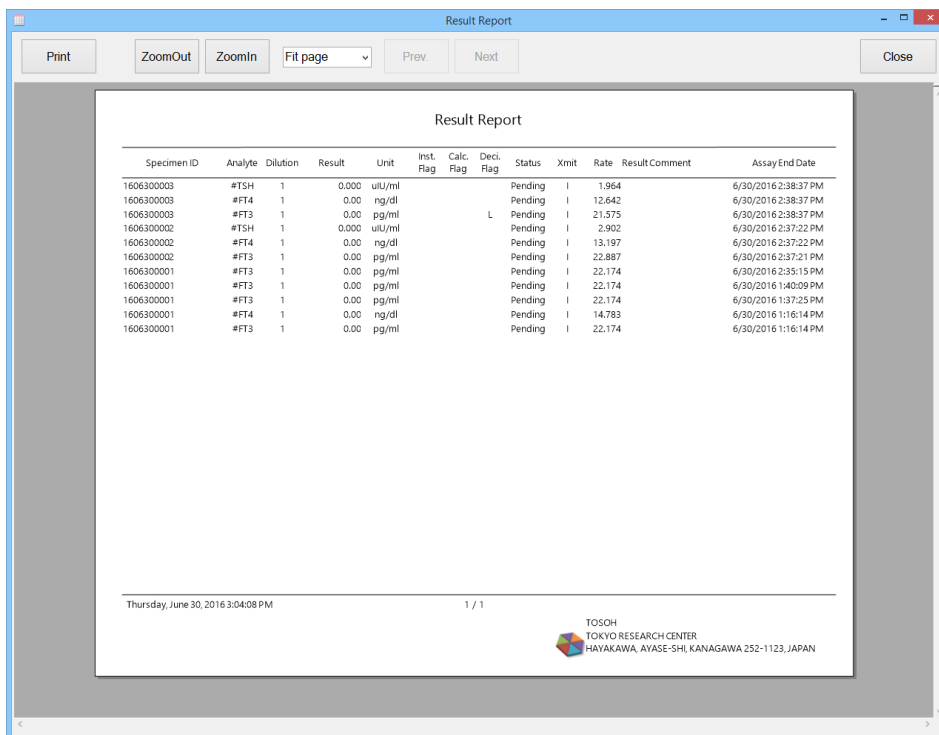 Result Report
Print ZoomOut ZoomIn Fit page Prev. Next Close
Result Report
Specimen ID Analyte Dilution Result Unit Inst. Flag Calc. Flag Deci. Flag Status Xmit Rate Result Comment Assay End Date
1606300003 #TSH 1 0.000 uIU/ml Pending I 1.964 6/30/2016 2:38:37 PM
1606300003 #FT4 1 0.00 ng/dl Pending I 12.642 6/30/2016 2:38:37 PM
1606300003 #FT3 1 0.00 pg/ml L Pending I 21.575 6/30/2016 2:38:37 PM
1606300002 #TSH 1 0.000 uIU/ml Pending I 2.902 6/30/2016 2:37:22 PM
1606300002 #FT4 1 0.00 ng/dl Pending I 13.197 6/30/2016 2:37:22 PM
1606300002 #FT3 1 0.00 pg/ml Pending I 22.887 6/30/2016 2:37:21 PM
1606300001 #FT3 1 0.00 pg/ml Pending I 22.174 6/30/2016 2:35:15 PM
1606300001 #FT3 1 0.00 pg/ml Pending I 22.174 6/30/2016 1:40:09 PM
1606300001 #FT3 1 0.00 pg/ml Pending I 22.174 6/30/2016 1:37:25 PM
1606300001 #FT4 1 0.00 ng/dl Pending I 14.783 6/30/2016 1:16:14 PM
1606300001 #FT3 1 0.00 pg/ml Pending I 22.174 6/30/2016 1:16:14 PM
Thursday, June 30, 2016 3:04:08 PM 1 / 1
TOSOH
TOKYO RESEARCH CENTER
HAYAKAWA, AYASE-SHI, KANAGAWA 252-1123, JAPAN